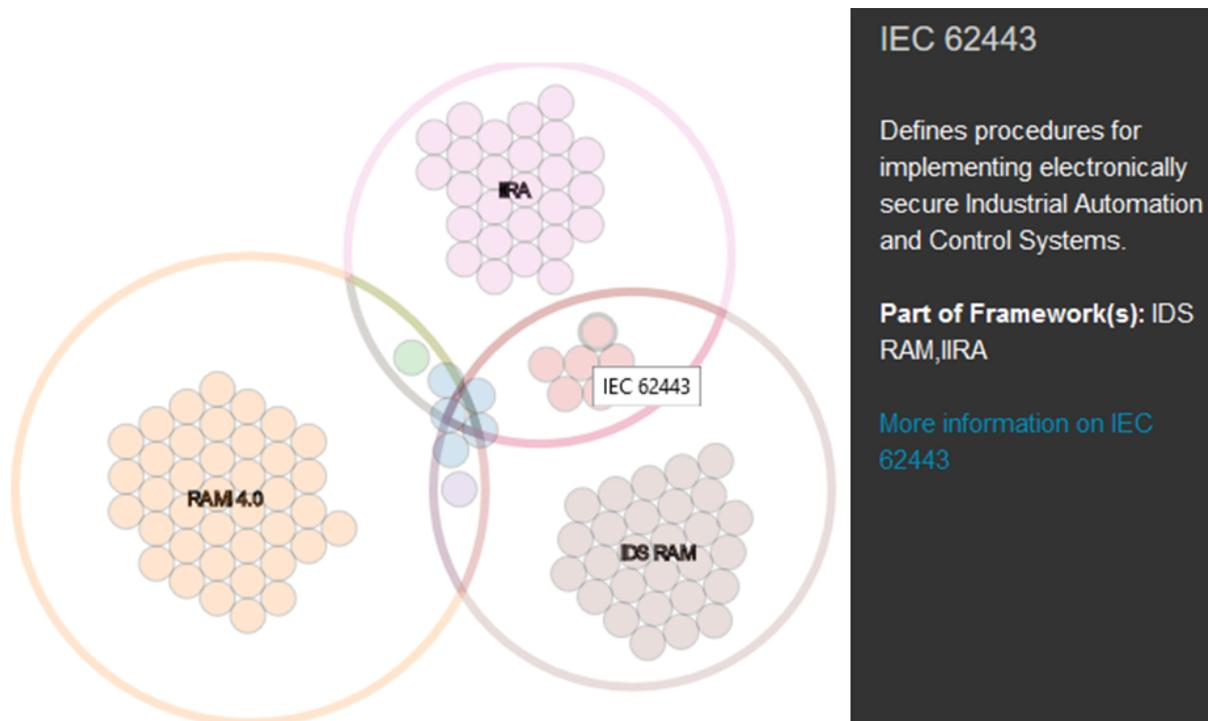 IIRA
RAMI 4.0
IDS RAM
IEC 62443
IEC 62443
Defines procedures for
implementing electronically
secure Industrial Automation
and Control Systems.
Part of Framework(s): IDS
RAM,IIRA
More information on IEC
62443